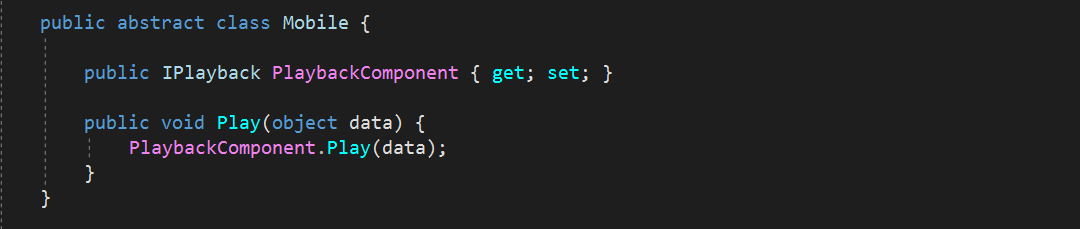 public abstract class Mobile {
public IPlayback PlaybackComponent { get; set; }
public void Play(object data) {
PlaybackComponent.Play(data);
}
}